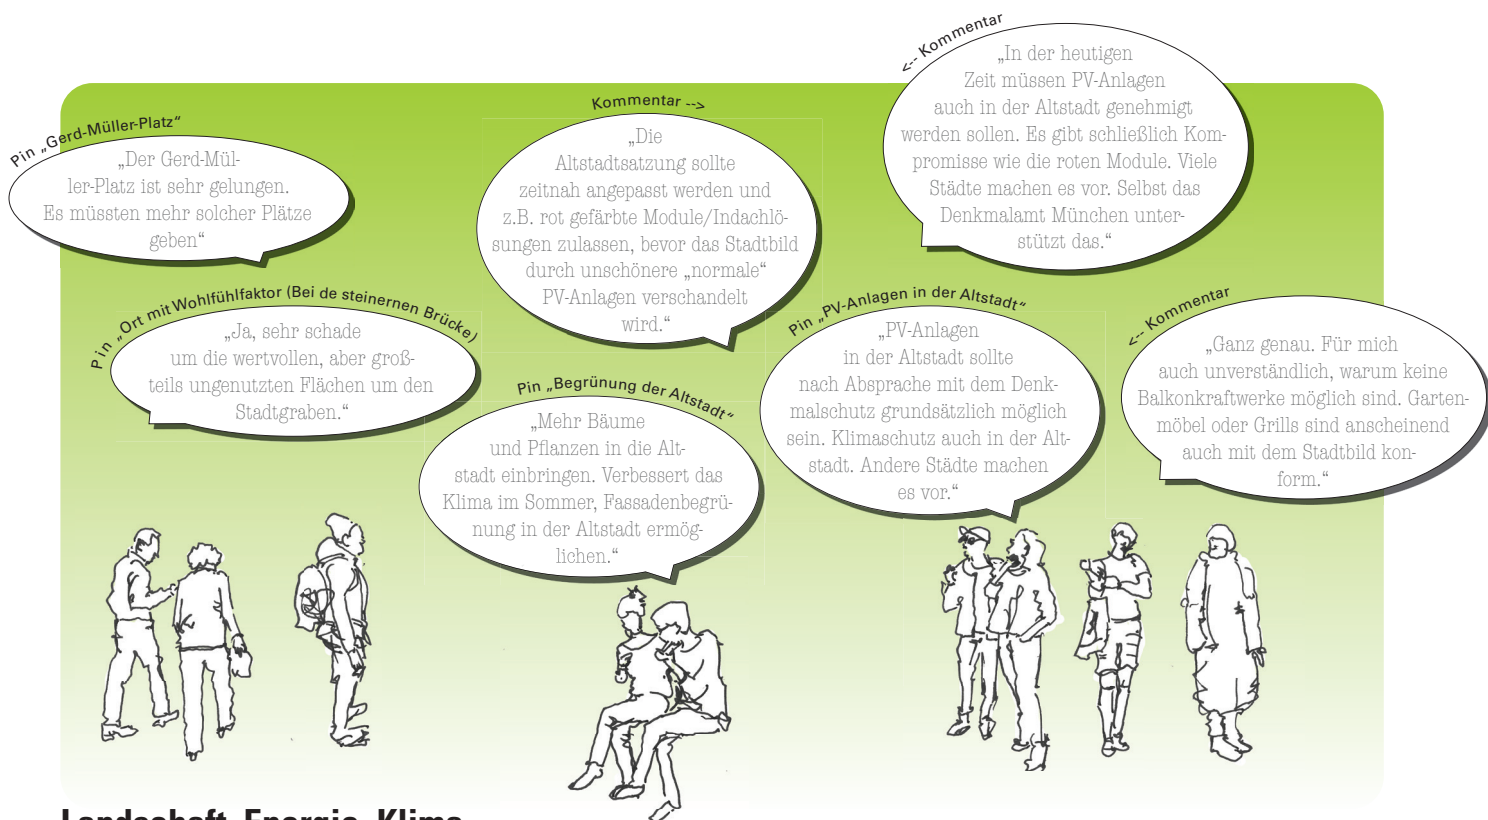 Pin „Gerd-Müller-Platz“
„Der Gerd-Mül-
ler-Platz ist sehr gelungen.
Es müssten mehr solcher Plätze
geben“
Kommentar -->
„Die
Altstadtsatzung sollte
zeitnah angepasst werden und
z.B. rot gefärbte Module/Indachlö-
sungen zulassen, bevor das Stadtbild
durch unschönere „normale“
PV-Anlagen verschandelt
wird.“
<-- Kommentar
„In der heutigen
Zeit müssen PV-Anlagen
auch in der Altstadt genehmigt
werden sollen. Es gibt schließlich Kom-
promisse wie die roten Module. Viele
Städte machen es vor. Selbst das
Denkmalamt München unter-
stützt das.“
Pin „Ort mit Wohlfühlfaktor (Bei de steinernen Brücke)
„Ja, sehr schade
um die wertvollen, aber groß-
teils ungenutzten Flächen um den
Stadtgraben.“
Pin „Begrünung der Altstadt“
„Mehr Bäume
und Pflanzen in die Alt-
stadt einbringen. Verbessert das
Klima im Sommer, Fassadenbegrü-
nung in der Altstadt ermög-
lichen.“
Pin „PV-Anlagen in der Altstadt“
„PV-Anlagen
in der Altstadt sollte
nach Absprache mit dem Denk-
malschutz grundsätzlich möglich
sein. Klimaschutz auch in der Alt-
stadt. Andere Städte machen
es vor.“
<-- Kommentar
„Ganz genau. Für mich
auch unverständlich, warum keine
Balkonkraftwerke möglich sind. Garten-
möbel oder Grills sind anscheinend
auch mit dem Stadtbild kon-
form.“
Landschaft, Energie, Klima